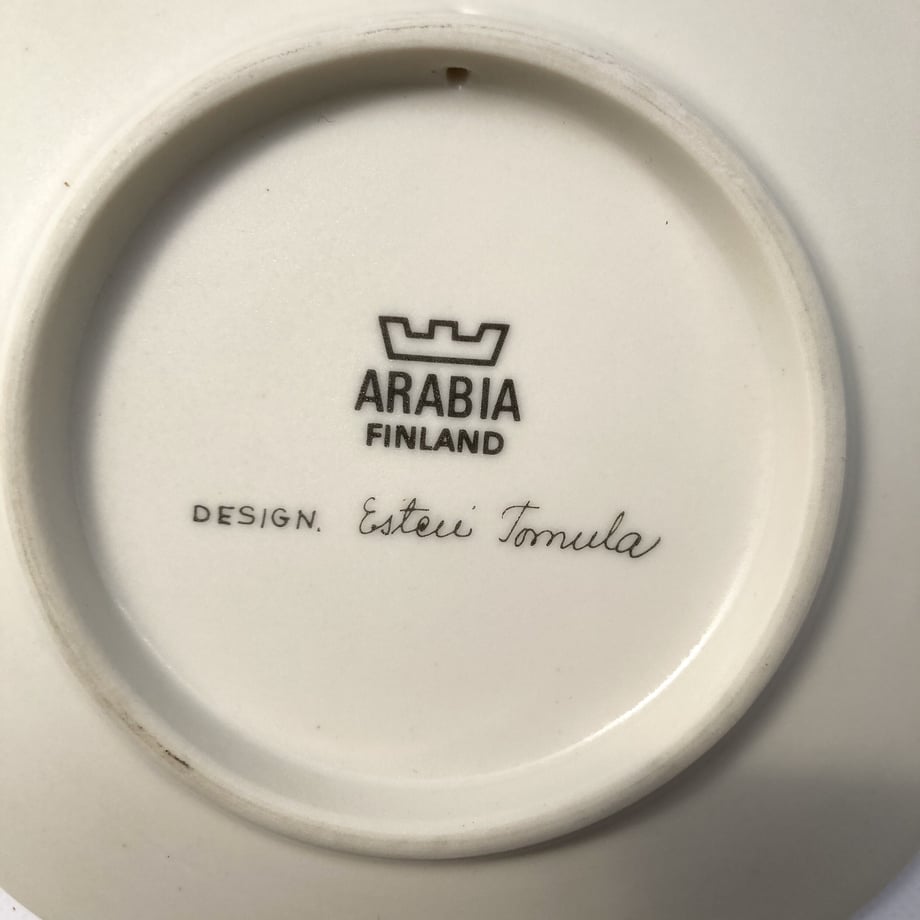 ARABIA
FINLAND
DESIGN. Esteri Tomula